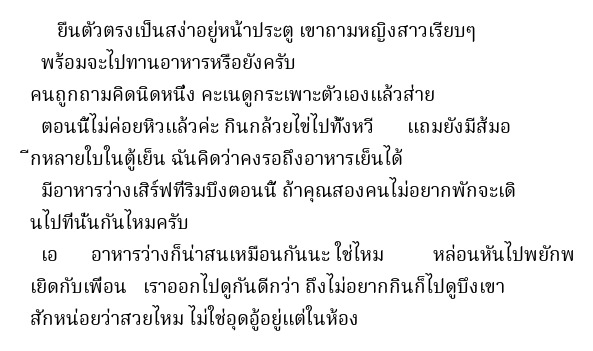 ยืนตัวตรงเป็นสง่าอยู่หน้าประตู เขาถามหญิงสาวเรียบๆ
พร้อมจะไปทานอาหารหรือยังครับ
คนถูกถามคิดนิดหนึ่ง คะเนดูกระเพาะตัวเองแล้วส่าย
ตอนนี้ไม่ค่อยหิวแล้วค่ะ กินกล้วยไข่ไปทั้งหวี แถมยังมีส้มอ
ีกหลายใบในตู้เย็น ฉันคิดว่าคงรอถึงอาหารเย็นได้
มีอาหารว่างเสิร์ฟที่ริมบึงตอนนี้ ถ้าคุณสองคนไม่อยากพักจะเดิ
นไปที่นั่นกันไหมครับ
เอ อาหารว่างก็น่าสนเหมือนกันนะ ใช่ไหม หล่อนหันไปพยักพ
เยิดกับเพื่อน เราออกไปดูกันดีกว่า ถึงไม่อยากกินก็ไปดูบึงเขา
สักหน่อยว่าสวยไหม ไม่ใช่อุดอู้อยู่แต่ในห้อง